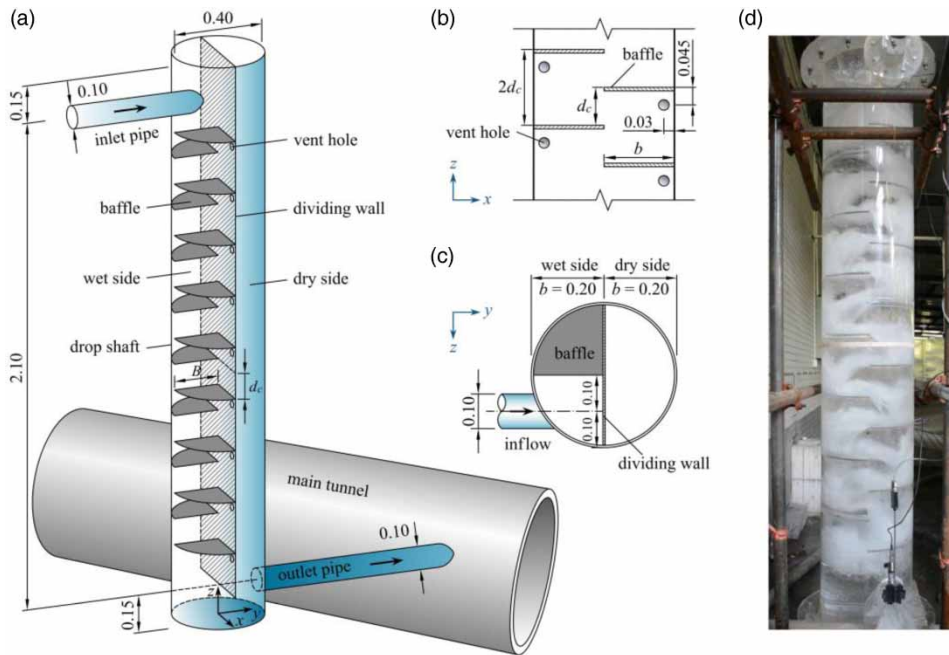 (a)
0.40
0.15
0.10
inlet pipe
vent hole
baffle
dividing wall
wet side
dry side
drop shaft
B
d_c
2.10
main tunnel
0.10
outlet pipe
0.15
z
x
y
(b)
baffle
0.045
2d_c
d_c
vent hole
0.03
b
z
x
(c)
wet side
dry side
b = 0.20
b = 0.20
y
z
baffle
0.10
0.10
0.10
inflow
dividing wall
(d)